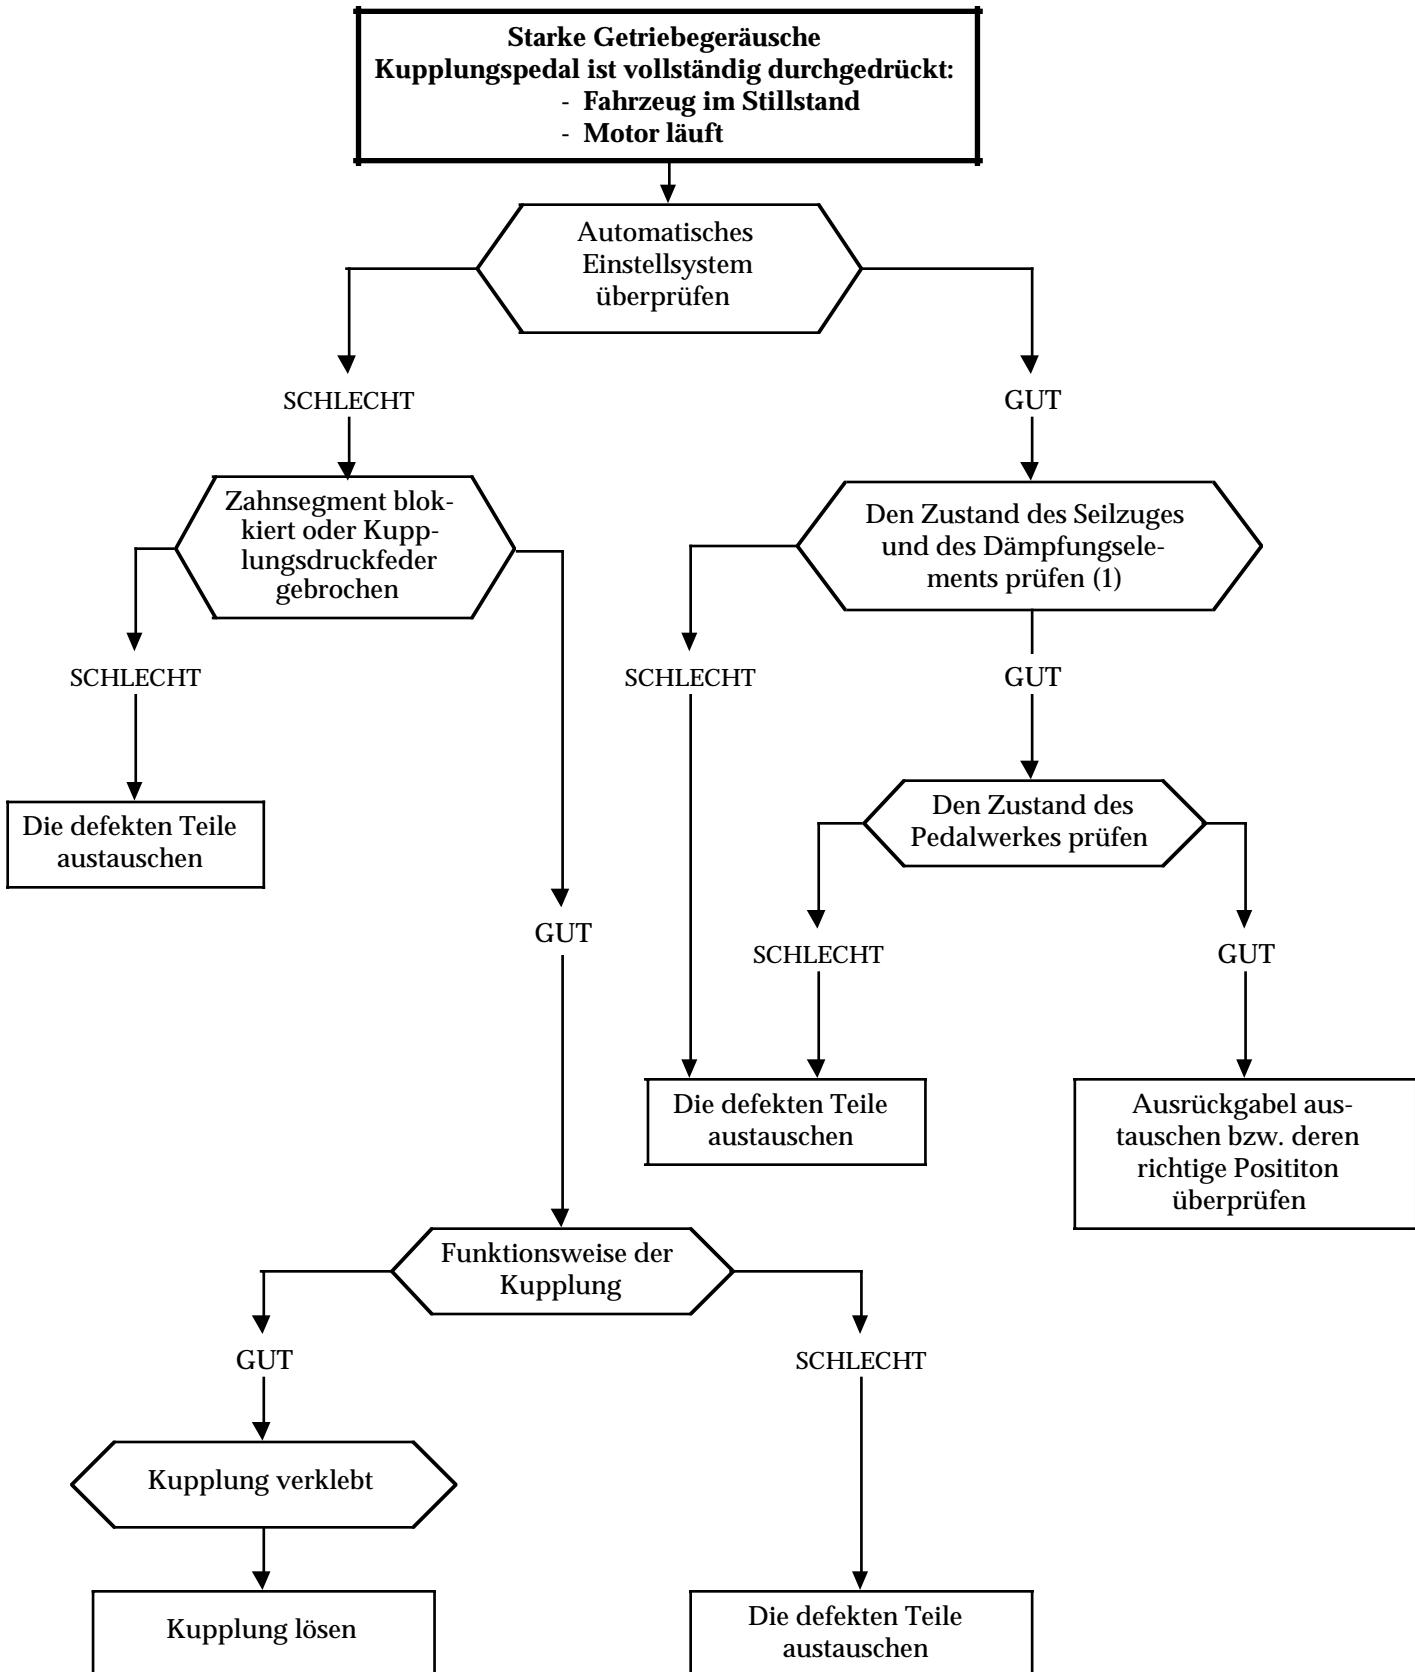 Starke Getriebegeräusche
Kupplungspedal ist vollständig durchgedrückt:
- Fahrzeug im Stillstand
- Motor läuft
Automatisches
Einstellsystem
überprüfen
SCHLECHT
GUT
Zahnsegment blok-
kiert oder Kupp-
lungsdruckfeder
gebrochen
Den Zustand des Seilzuges
und des Dämpfungsele-
ments prüfen (1)
SCHLECHT
SCHLECHT
GUT
Die defekten Teile
austauschen
Den Zustand des
Pedalwerkes prüfen
GUT
SCHLECHT
GUT
Die defekten Teile
austauschen
Ausrückgabel aus-
tauschen bzw. deren
richtige Posititon
überprüfen
Funktionsweise der
Kupplung
GUT
SCHLECHT
Kupplung verklebt
Kupplung lösen
Die defekten Teile
austauschen